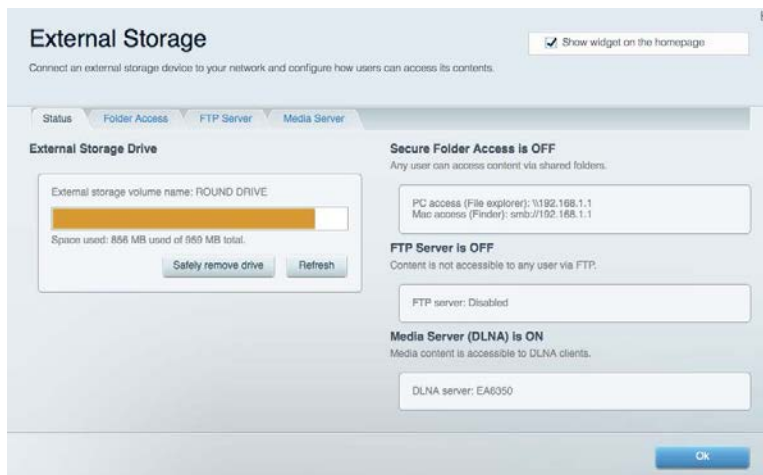 External Storage
Show widget on the homepage
Connect an external storage device to your network and configure how users can access its contents.
Status
Folder Access
FTP Server
Media Server
External Storage Drive
External storage volume name: ROUND DRIVE
Space used: 856 MB used of 959 MB total.
Safely remove drive
Refresh
Secure Folder Access is OFF
Any user can access content via shared folders.
PC access (File explorer): \\192.168.1.1
Mac access (Finder): smb://192.168.1.1
FTP Server is OFF
Content is not accessible to any user via FTP.
FTP server: Disabled
Media Server (DLNA) is ON
Media content is accessible to DLNA clients.
DLNA server: EA6350
Ok